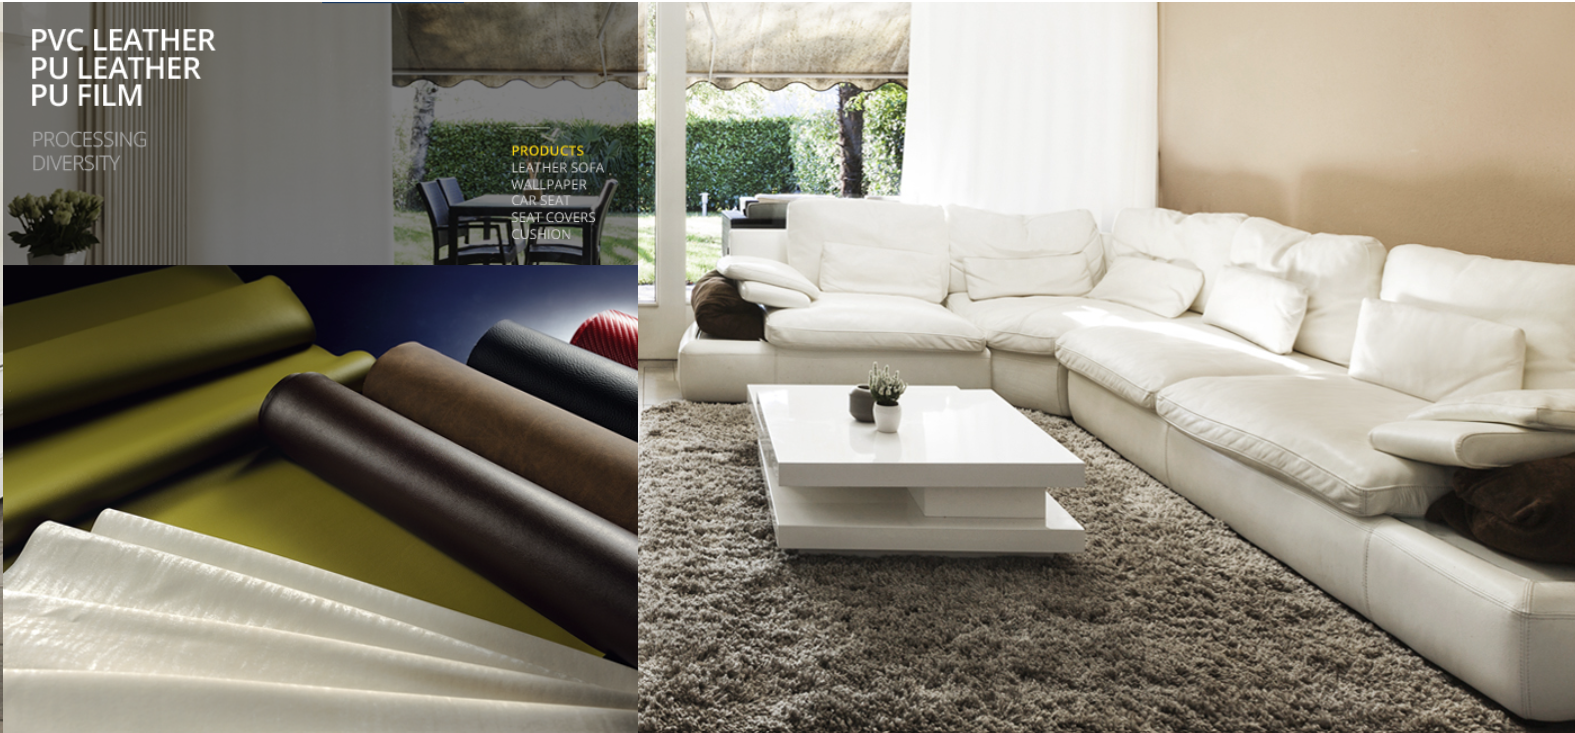 PVC LEATHER
PU LEATHER
PU FILM
PROCESSING
DIVERSITY
PRODUCTS
LEATHER SOFA
WALLPAPER
CAR SEAT
SEAT COVERS
CUSHION